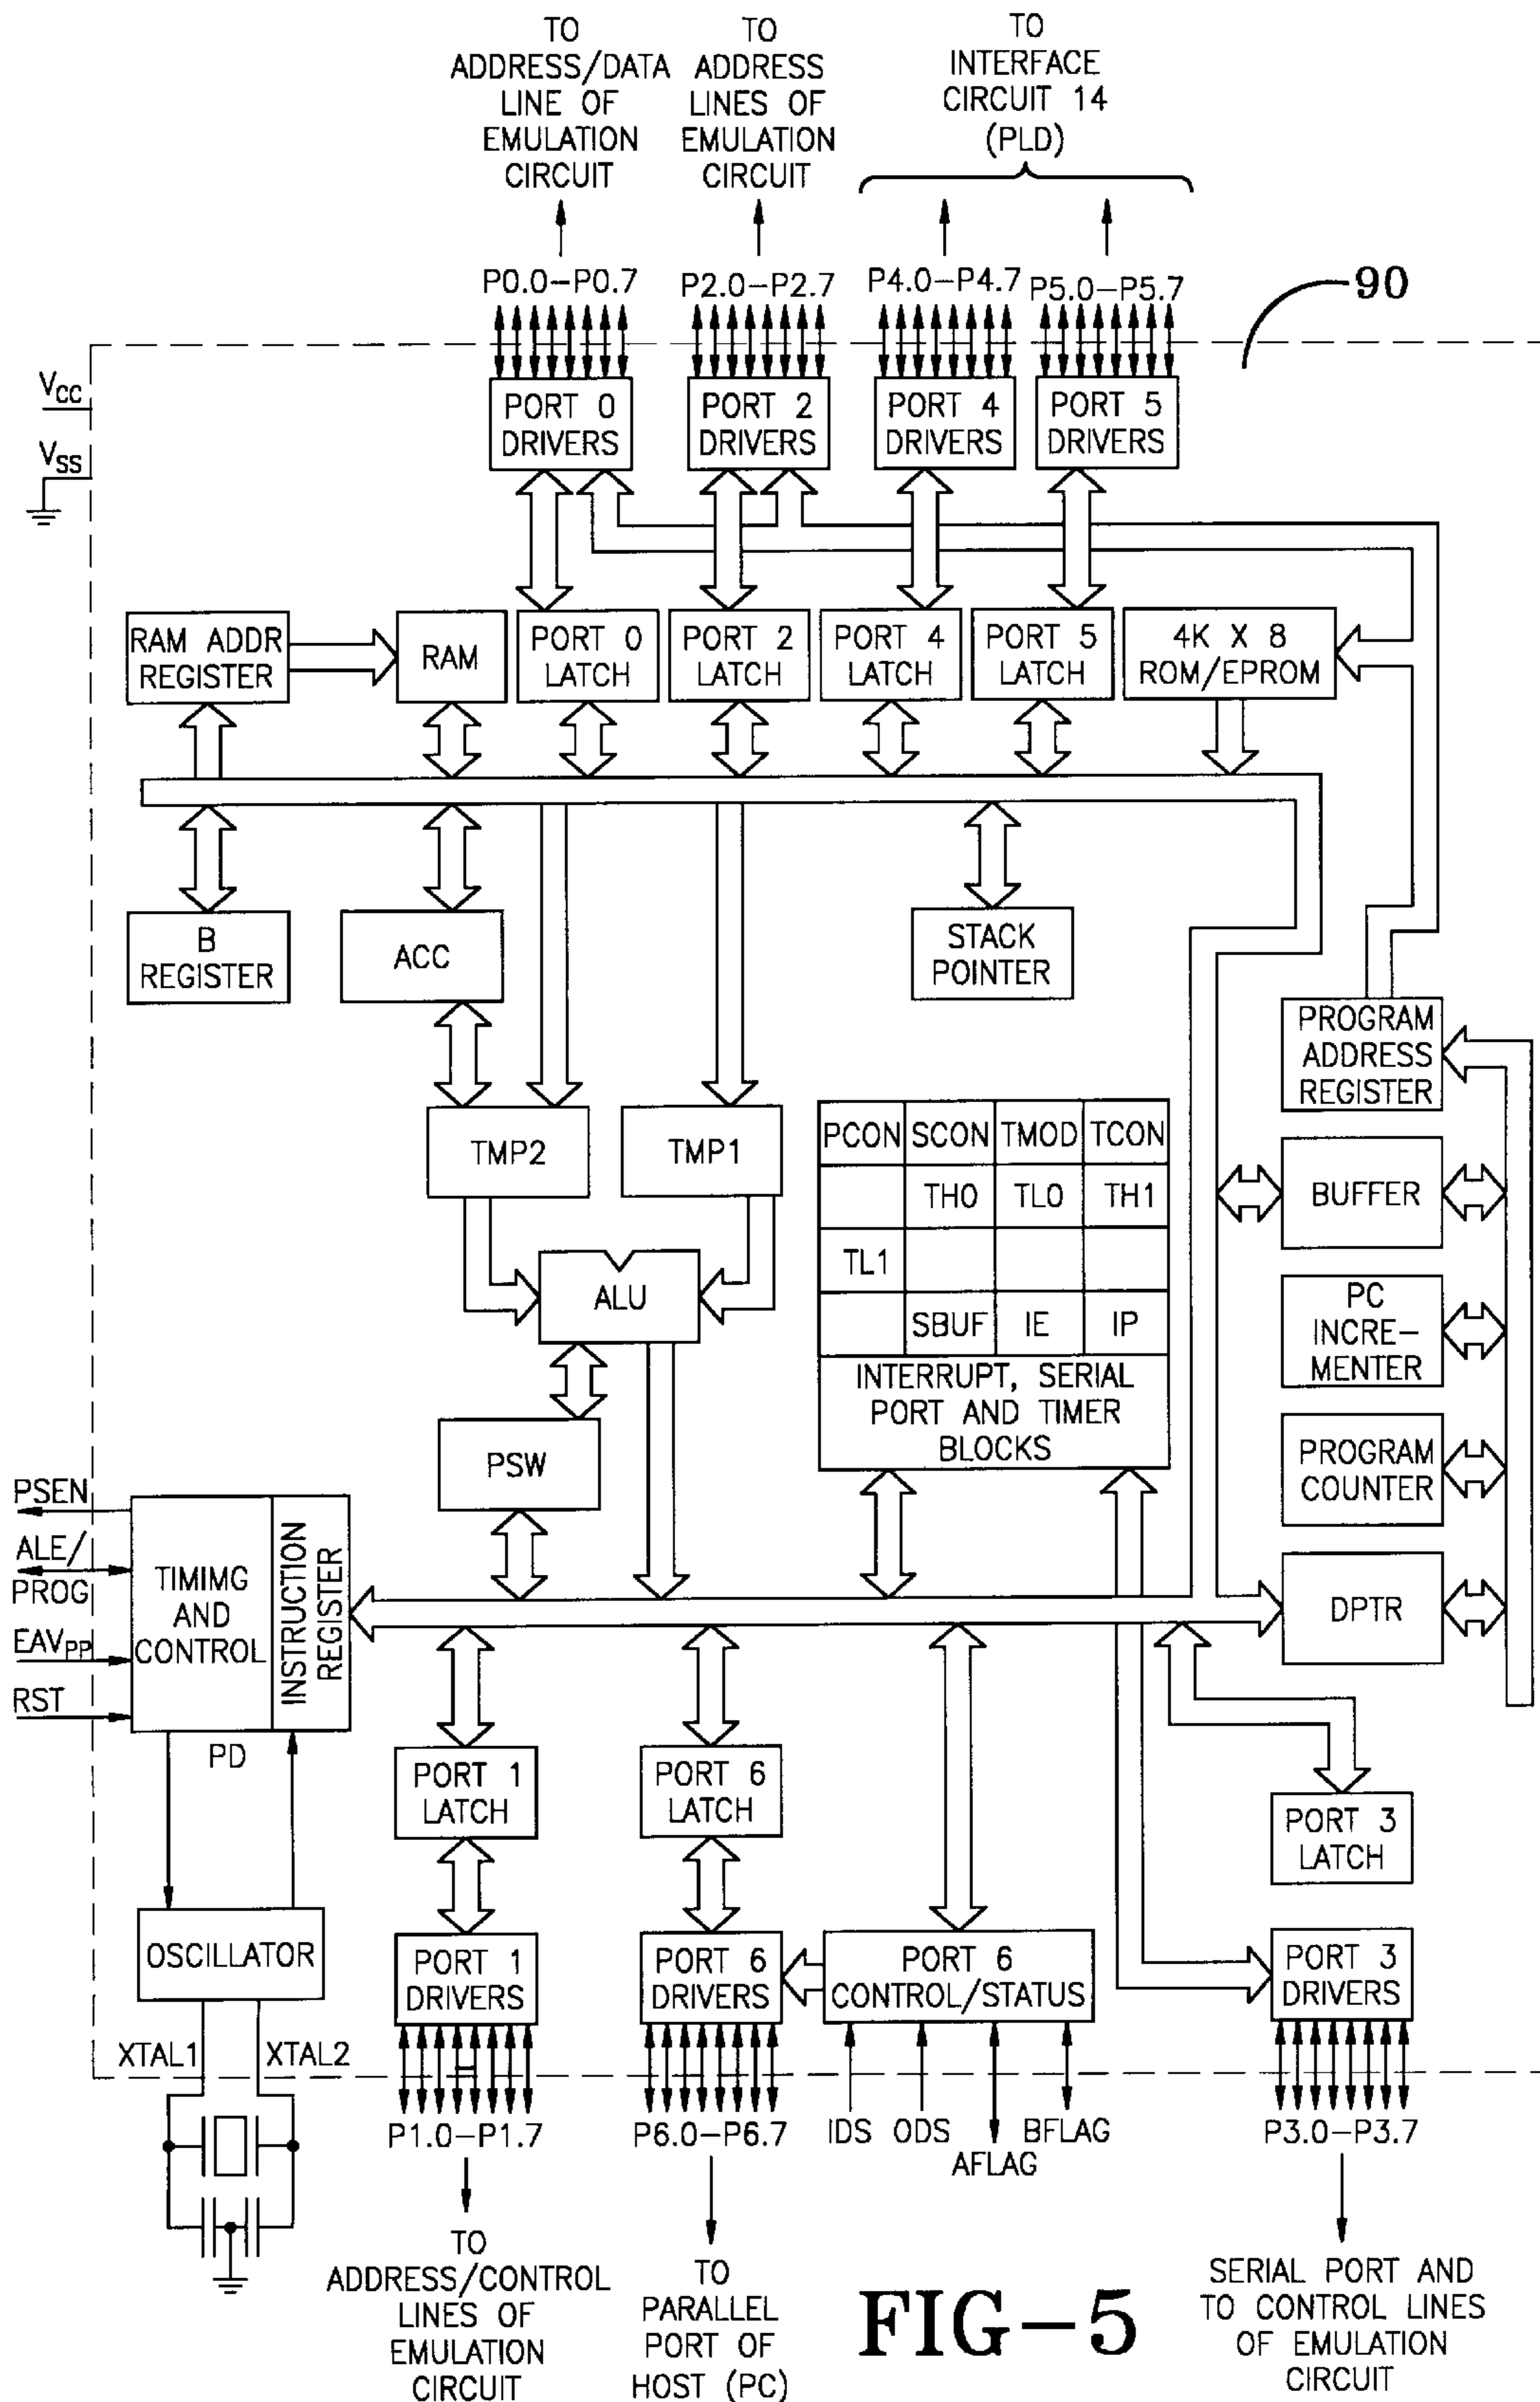 TO
ADDRESS/DATA
LINE OF
EMULATION
CIRCUIT
TO
ADDRESS
LINES OF
EMULATION
CIRCUIT
TO
INTERFACE
CIRCUIT 14
(PLD)
P0.0-P0.7
P2.0-P2.7
P4.0-P4.7
P5.0-P5.7
90
VCC
VSS
PORT 0
DRIVERS
PORT 2
DRIVERS
PORT 4
DRIVERS
PORT 5
DRIVERS
RAM ADDR
REGISTER
RAM
PORT 0
LATCH
PORT 2
LATCH
PORT 4
LATCH
PORT 5
LATCH
4K X 8
ROM/EPROM
B
REGISTER
ACC
STACK
POINTER
PROGRAM
ADDRESS
REGISTER
TMP2
TMP1
PCON SCON TMOD TCON
TH0 TL0 TH1
TL1
SBUF IE IP
INTERRUPT, SERIAL
PORT AND TIMER
BLOCKS
BUFFER
ALU
PC
INCRE-
MENTER
PSW
PROGRAM
COUNTER
PSEN
ALE/
PROG
EAVPP
RST
TIMIMG
AND
CONTROL
INSTRUCTION
REGISTER
DPTR
PD
PORT 1
LATCH
PORT 6
LATCH
PORT 3
LATCH
OSCILLATOR
PORT 1
DRIVERS
PORT 6
DRIVERS
PORT 6
CONTROL/STATUS
PORT 3
DRIVERS
XTAL1
XTAL2
P1.0-P1.7
P6.0-P6.7
IDS
ODS
AFLAG
BFLAG
P3.0-P3.7
TO
ADDRESS/CONTROL
LINES OF
EMULATION
CIRCUIT
TO
PARALLEL
PORT OF
HOST (PC)
FIG-5
SERIAL PORT AND
TO CONTROL LINES
OF EMULATION
CIRCUIT